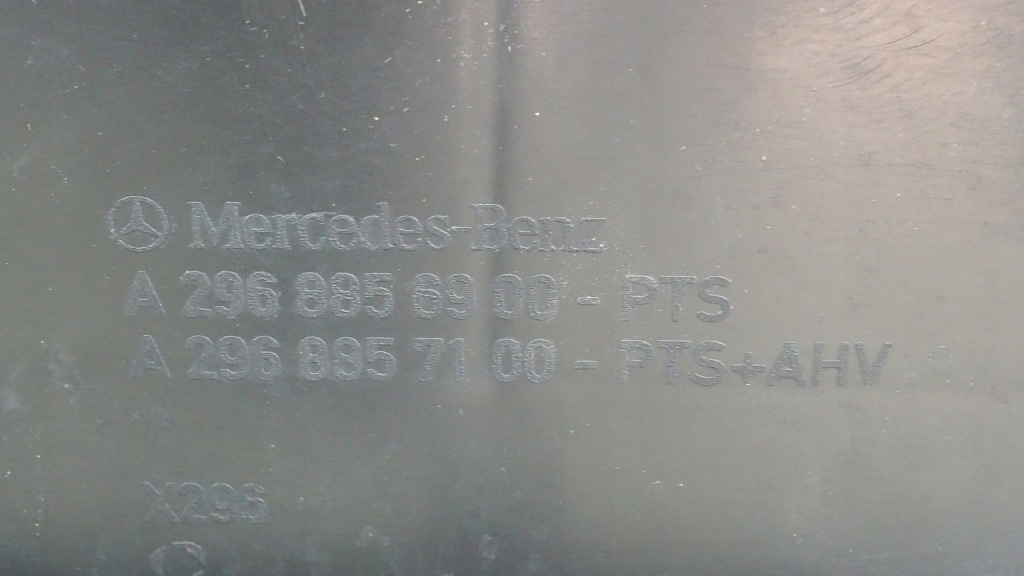 Mercedes-Benz
A 296 885 69 00 - PTS
A 296 885 71 00 - PTS+AHV
X296